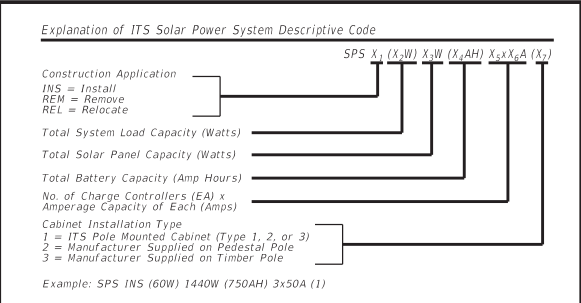 Explanation of ITS Solar Power System Descriptive Code
SPS X1 (X2W) X3W (X4AH) X5xX6A (X7)
Construction Application
INS = Install
REM = Remove
REL = Relocate
Total System Load Capacity (Watts)
Total Solar Panel Capacity (Watts)
Total Battery Capacity (Amp Hours)
No. of Charge Controllers (EA) x
Amperage Capacity of Each (Amps)
Cabinet Installation Type
1 = ITS Pole Mounted Cabinet (Type 1, 2, or 3)
2 = Manufacturer Supplied on Pedestal Pole
3 = Manufacturer Supplied on Timber Pole
Example: SPS INS (60W) 1440W (750AH) 3x50A (1)